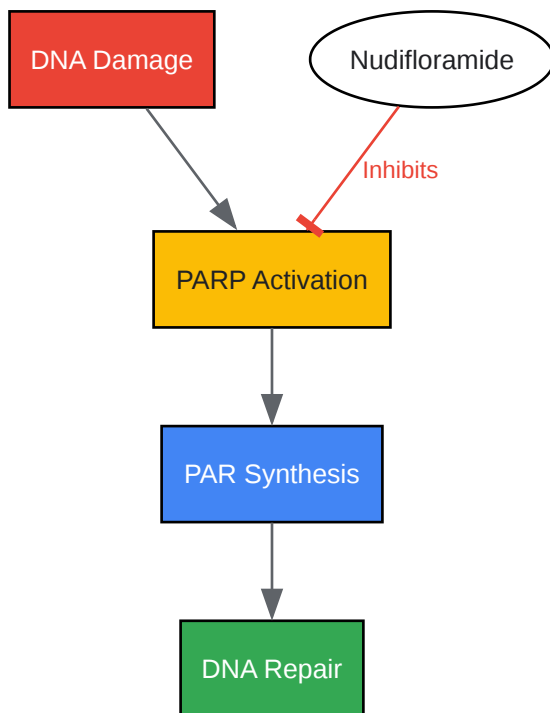 DNA Damage
Nudifloramide
Inhibits
PARP Activation
PAR Synthesis
DNA Repair